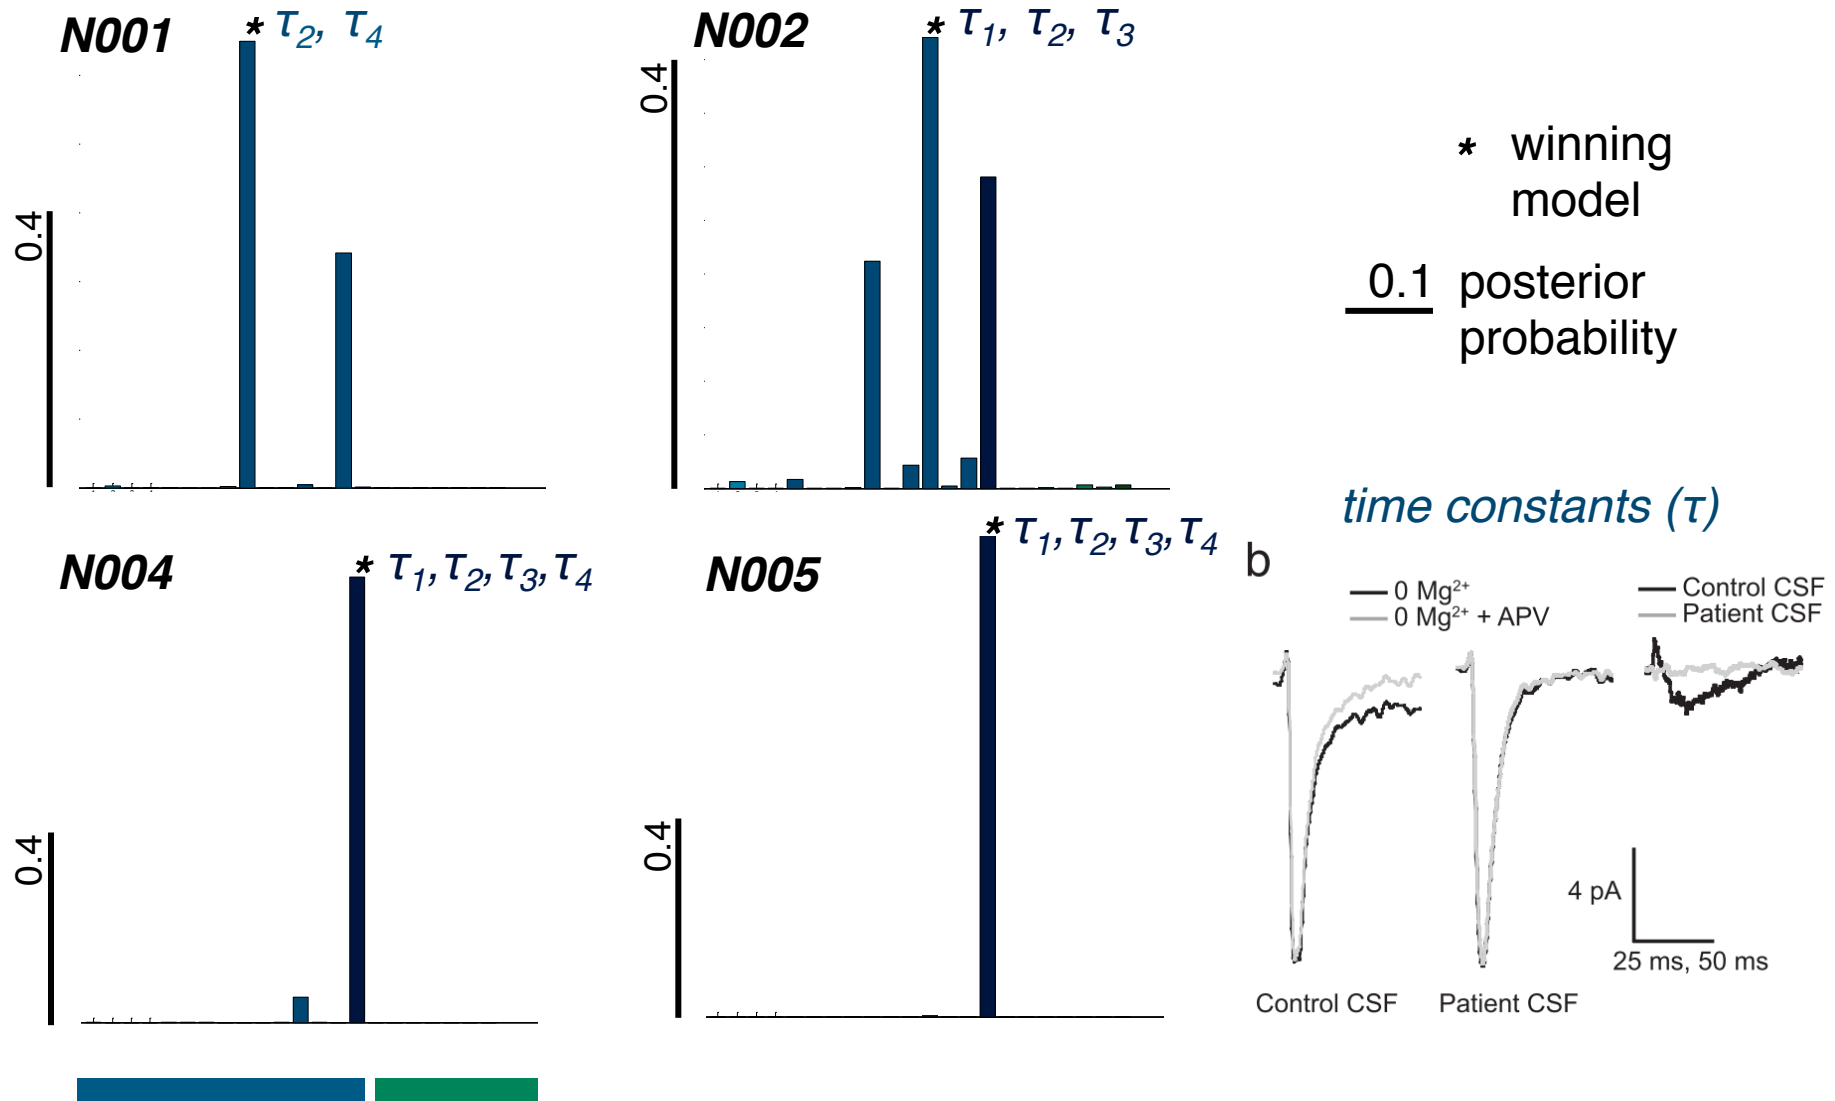 N001
* τ2, τ4
0.4
N002
* τ1, τ2, τ3
0.4
* winning
model
0.1 posterior
probability
N004
* τ1,τ2,τ3,τ4
0.4
N005
* τ1,τ2,τ3,τ4
0.4
time constants (τ)
b
0 Mg²⁺
0 Mg²⁺ + APV
Control CSF
Patient CSF
4 pA
25 ms, 50 ms
Control CSF
Patient CSF